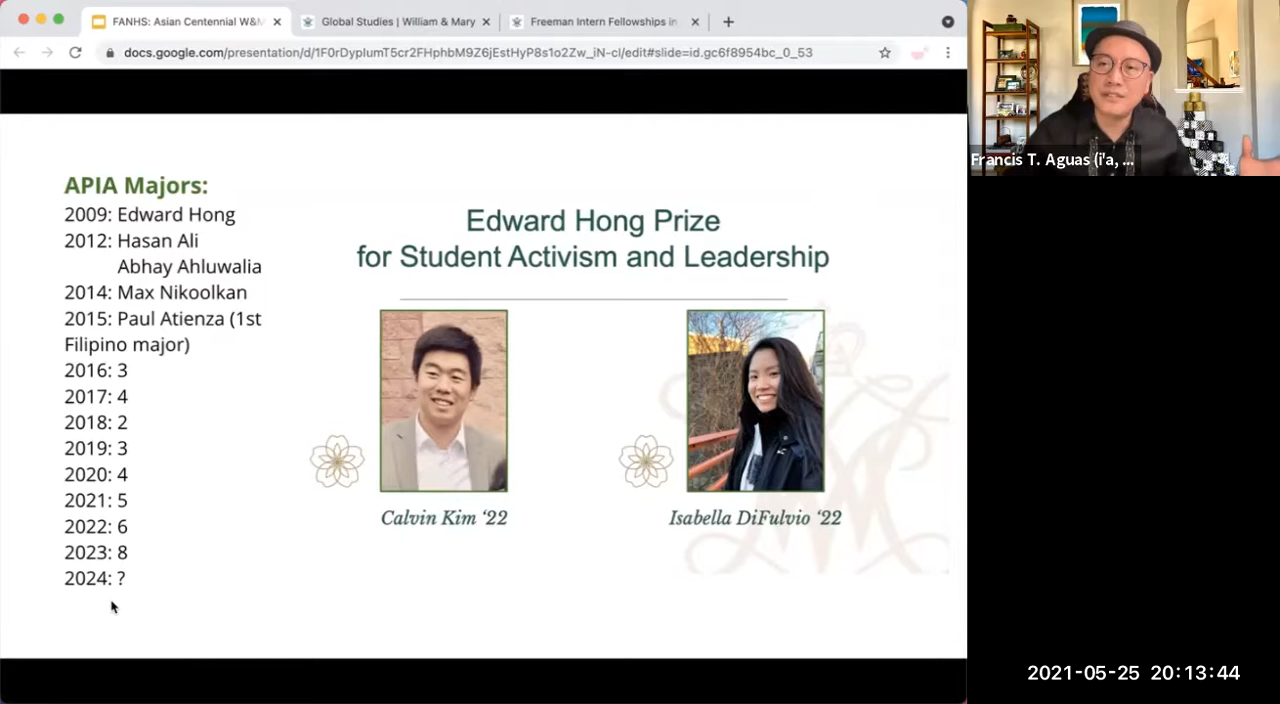 FANHS: Asian Centennial W&M
Global Studies | William & Mary
Freeman Intern Fellowships in
docs.google.com/presentation/d/1F0rDyplumT5cr2FHphbM9Z6jEstHyP8s1o2Zw_iN-cI/edit#slide=id.gc6f8954bc_0_53
Francis T. Aguas (i'a, ...
APIA Majors:
2009: Edward Hong
2012: Hasan Ali
Abhay Ahluwalia
2014: Max Nikoolkan
2015: Paul Atienza (1st
Filipino major)
2016: 3
2017: 4
2018: 2
2019: 3
2020: 4
2021: 5
2022: 6
2023: 8
2024: ?
Edward Hong Prize
for Student Activism and Leadership
Calvin Kim ‘22
Isabella DiFulvio ‘22
2021-05-25 20:13:44